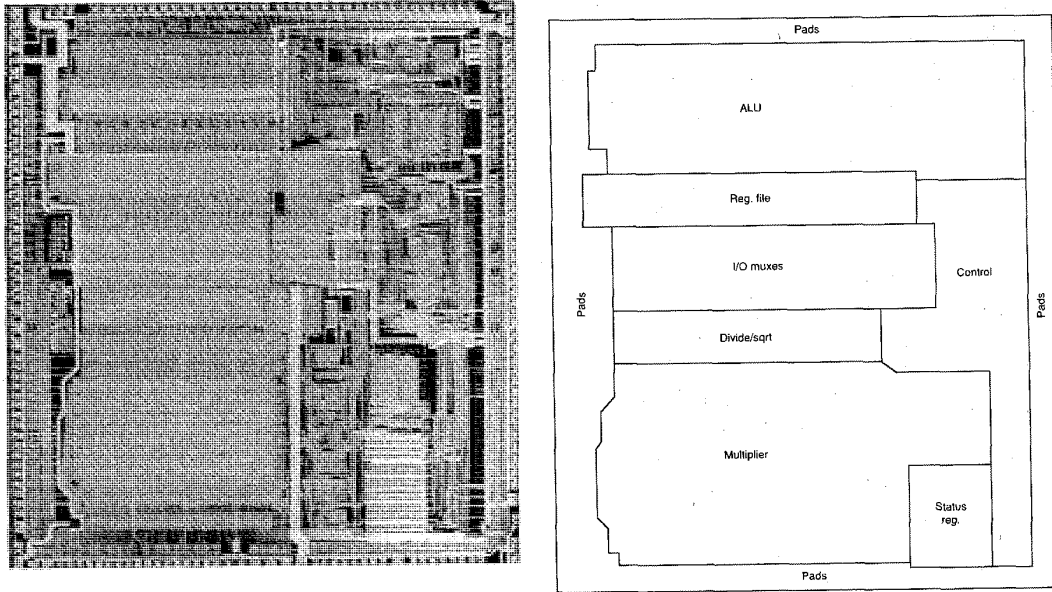 Pads
ALU
Reg. file
I/O muxes
Control
Pads
Pads
Divide/sqrt
Multiplier
Status
reg.
Pads